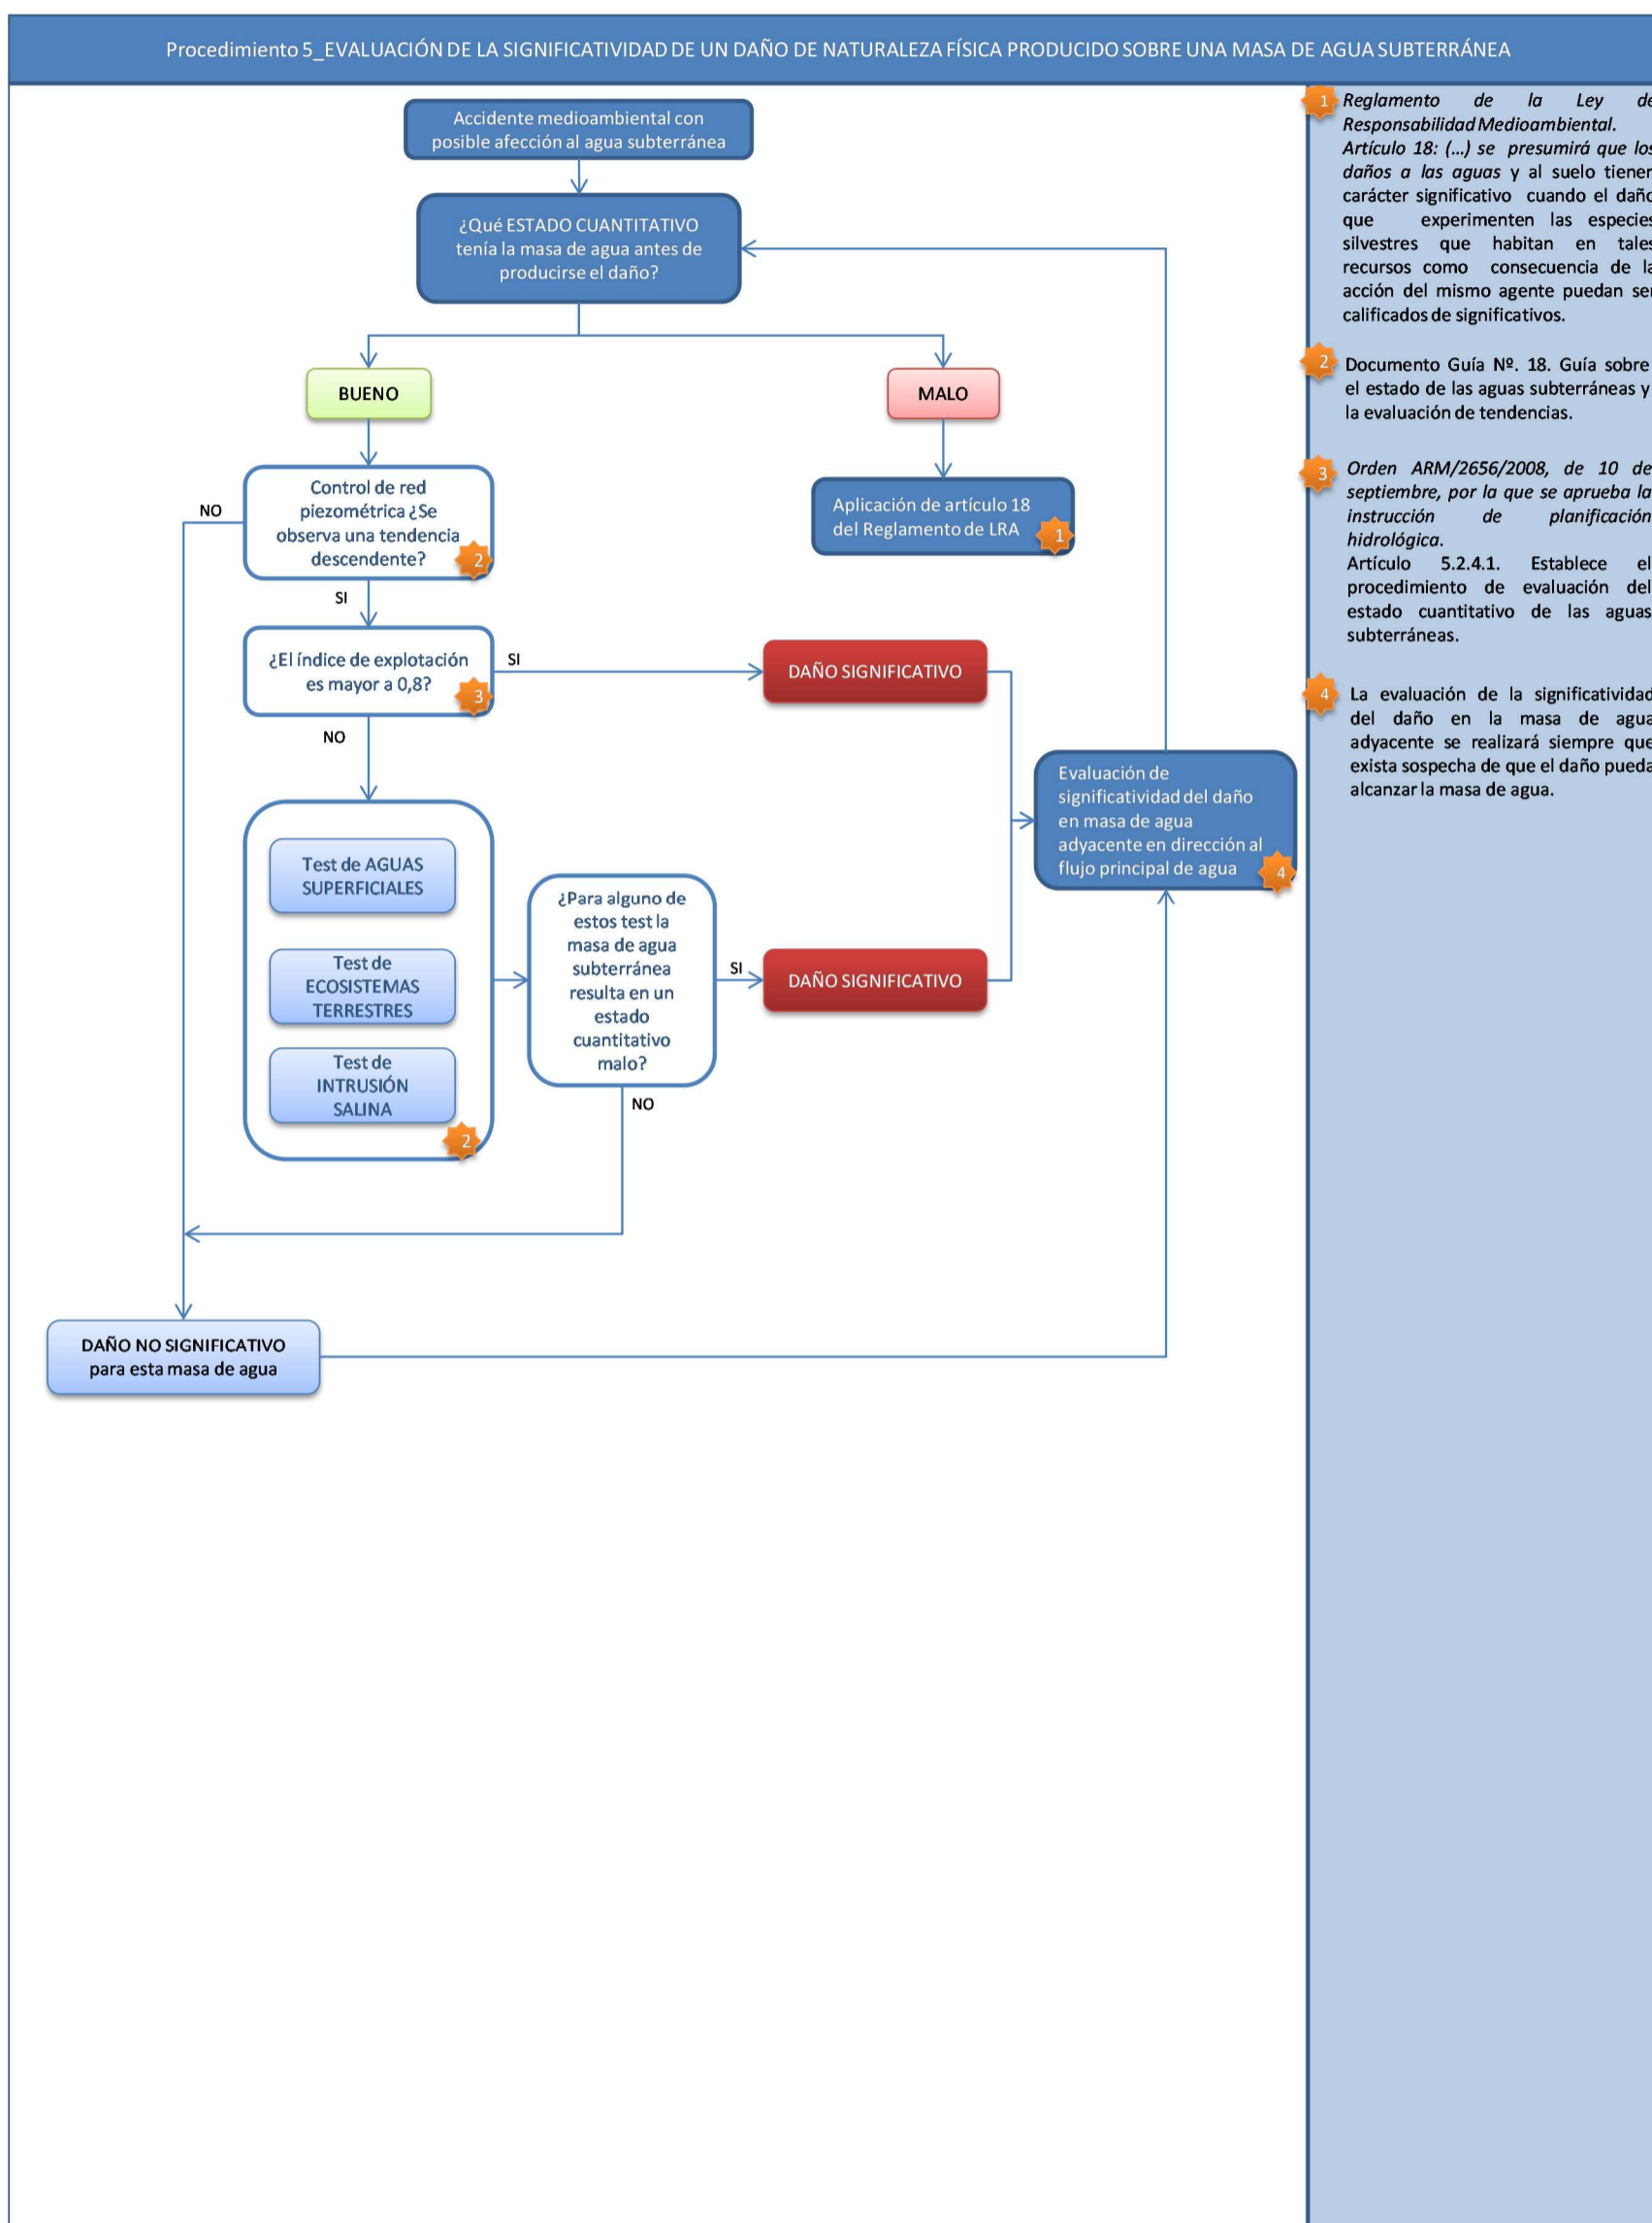 Procedimiento 5_EVALUACIÓN DE LA SIGNIFICATIVIDAD DE UN DAÑO DE NATURALEZA FÍSICA PRODUCIDO SOBRE UNA MASA DE AGUA SUBTERRÁNEA
Accidente medioambiental con
posible afección al agua subterránea
¿Qué ESTADO CUANTITATIVO
tenía la masa de agua antes de
producirse el daño?
BUENO
MALO
Control de red
piezométrica ¿Se
observa una tendencia
descendente?
2
NO
SI
Aplicación de artículo 18
del Reglamento de LRA
1
¿El índice de explotación
es mayor a 0,8?
3
SI
NO
DAÑO SIGNIFICATIVO
Test de AGUAS
SUPERFICIALES
Test de
ECOSISTEMAS
TERRESTRES
Test de
INTRUSIÓN
SALINA
2
¿Para alguno de
estos test la
masa de agua
subterránea
resulta en un
estado
cuantitativo
malo?
SI
NO
DAÑO SIGNIFICATIVO
Evaluación de
significatividad del daño
en masa de agua
adyacente en dirección al
flujo principal de agua
4
DAÑO NO SIGNIFICATIVO
para esta masa de agua
1
Reglamento de la Ley de
Responsabilidad Medioambiental.
Artículo 18: (...) se presumirá que los
daños a las aguas y al suelo tienen
carácter significativo cuando el daño
que experimenten las especies
silvestres que habitan en tales
recursos como consecuencia de la
acción del mismo agente puedan ser
calificados de significativos.
2
Documento Guía Nº. 18. Guía sobre
el estado de las aguas subterráneas y
la evaluación de tendencias.
3
Orden ARM/2656/2008, de 10 de
septiembre, por la que se aprueba la
instrucción de planificación
hidrológica.
Artículo 5.2.4.1. Establece el
procedimiento de evaluación del
estado cuantitativo de las aguas
subterráneas.
4
La evaluación de la significatividad
del daño en la masa de agua
adyacente se realizará siempre que
exista sospecha de que el daño pueda
alcanzar la masa de agua.